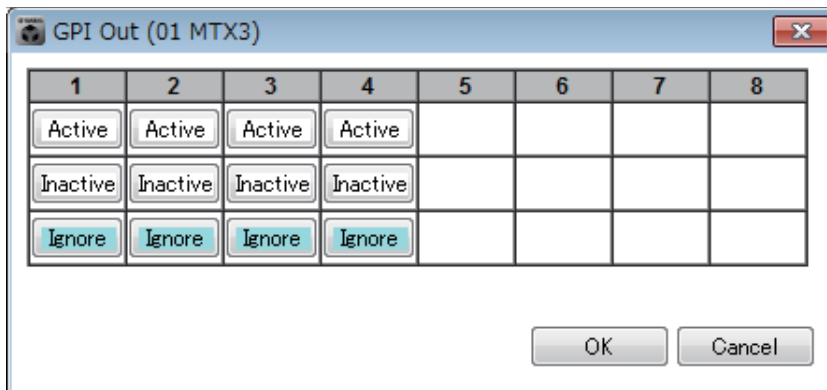 GPI Out (01 MTX3)
1 2 3 4 5 6 7 8
Active Active Active Active
Inactive Inactive Inactive Inactive
Ignore Ignore Ignore Ignore
OK Cancel